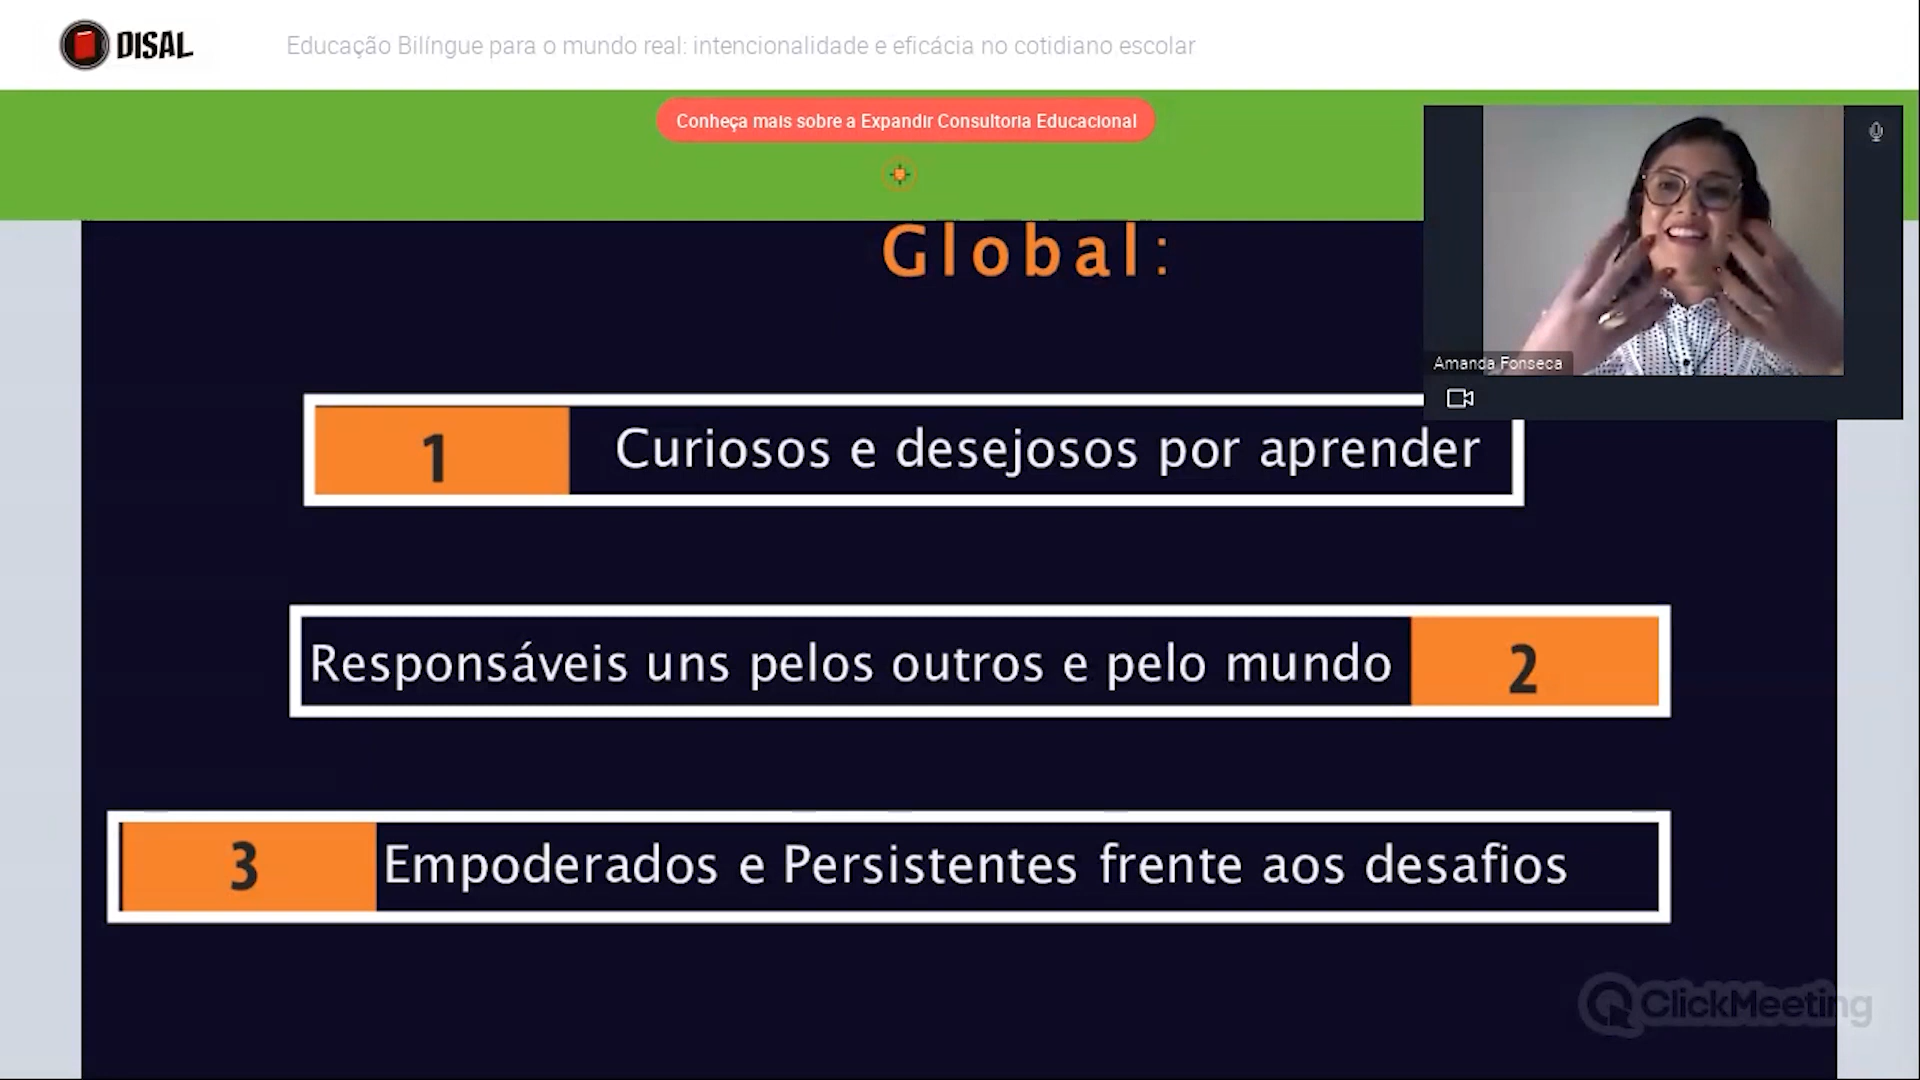 DISAL
Educação Bilíngue para o mundo real: intencionalidade e eficácia no cotidiano escolar
Conheça mais sobre a Expandir Consultoria Educacional
Global:
Amanda Fonseca
1 Curiosos e desejosos por aprender
Responsáveis uns pelos outros e pelo mundo 2
3 Empoderados e Persistentes frente aos desafios
ClickMeeting